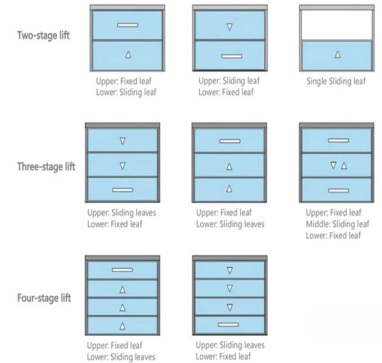 Two-stage lift
Upper: Fixed leaf
Lower: Sliding leaf
Upper: Sliding leaf
Lower: Fixed leaf
Single Sliding leaf
Three-stage lift
Upper: Sliding leaves
Lower: Fixed leaf
Upper: Fixed leaf
Lower: Sliding leaves
Upper: Fixed leaf
Middle: Sliding leaf
Lower: Fixed leaf
Four-stage lift
Upper: Fixed leaf
Lower: Sliding leaves
Upper: Sliding leaves
Lower: Fixed leaf